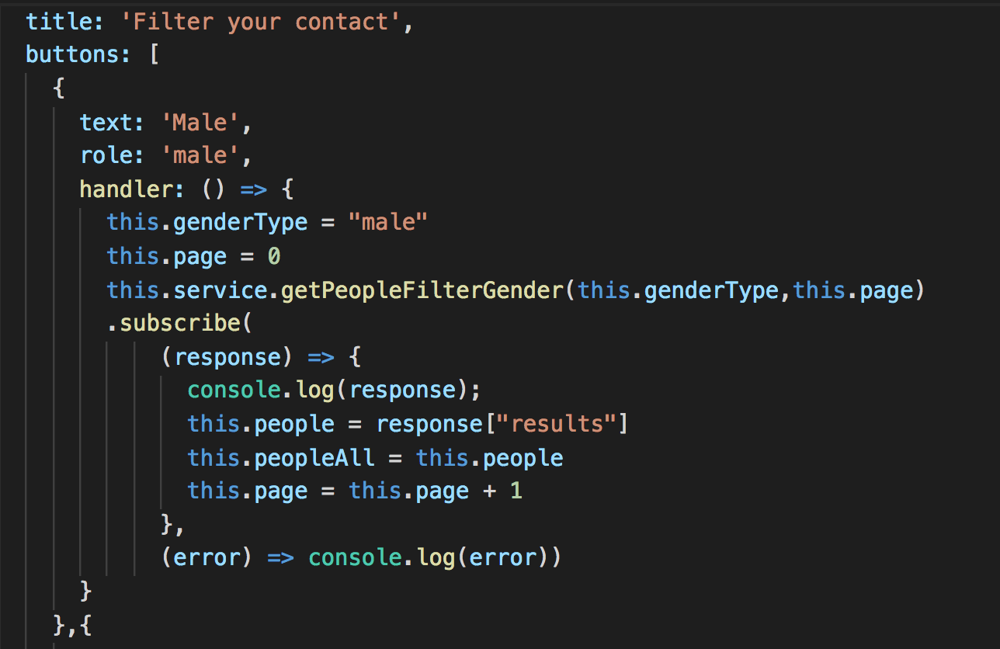 title: 'Filter your contact',
buttons: [
{
text: 'Male',
role: 'male',
handler: () => {
this.genderType = "male"
this.page = 0
this.service.getPeopleFilterGender(this.genderType,this.page)
.subscribe(
(response) => {
console.log(response);
this.people = response["results"]
this.peopleAll = this.people
this.page = this.page + 1
},
(error) => console.log(error))
}
},{